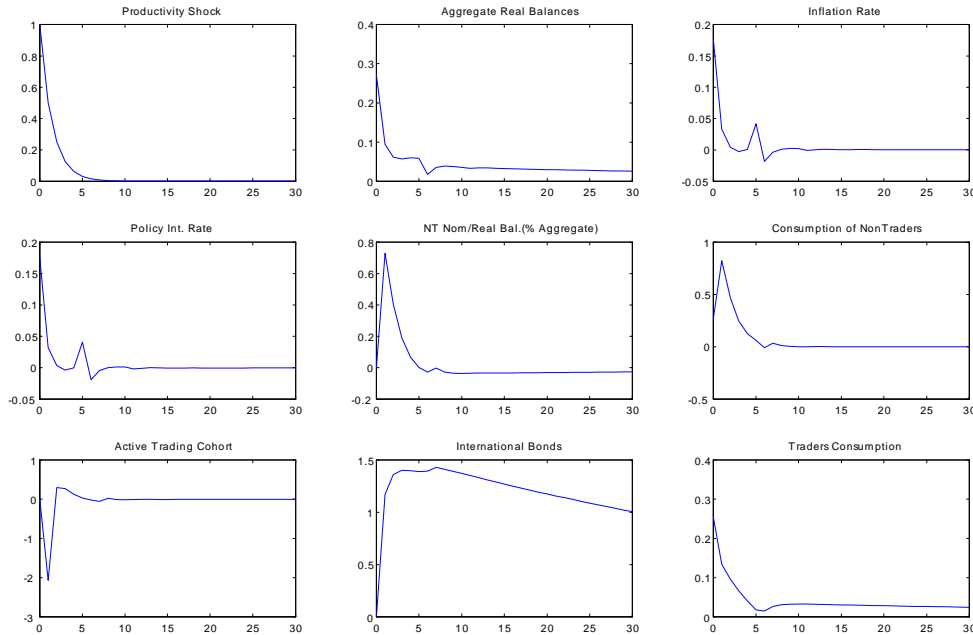 Productivity Shock
Aggregate Real Balances
Inflation Rate
1
0.8
0.6
0.4
0.2
0
0 5 10 15 20 25 30
0.4
0.3
0.2
0.1
0
0 5 10 15 20 25 30
0.2
0.15
0.1
0.05
0
-0.05
0 5 10 15 20 25 30
Policy Int. Rate
NT Nom/Real Bal.(% Aggregate)
Consumption of NonTraders
0.2
0.15
0.1
0.05
0
-0.05
0 5 10 15 20 25 30
0.8
0.6
0.4
0.2
0
-0.2
0 5 10 15 20 25 30
1
0.5
0
-0.5
0 5 10 15 20 25 30
Active Trading Cohort
International Bonds
Traders Consumption
1
0
-1
-2
-3
0 5 10 15 20 25 30
1.5
1
0.5
0
0 5 10 15 20 25 30
0.4
0.3
0.2
0.1
0
0 5 10 15 20 25 30